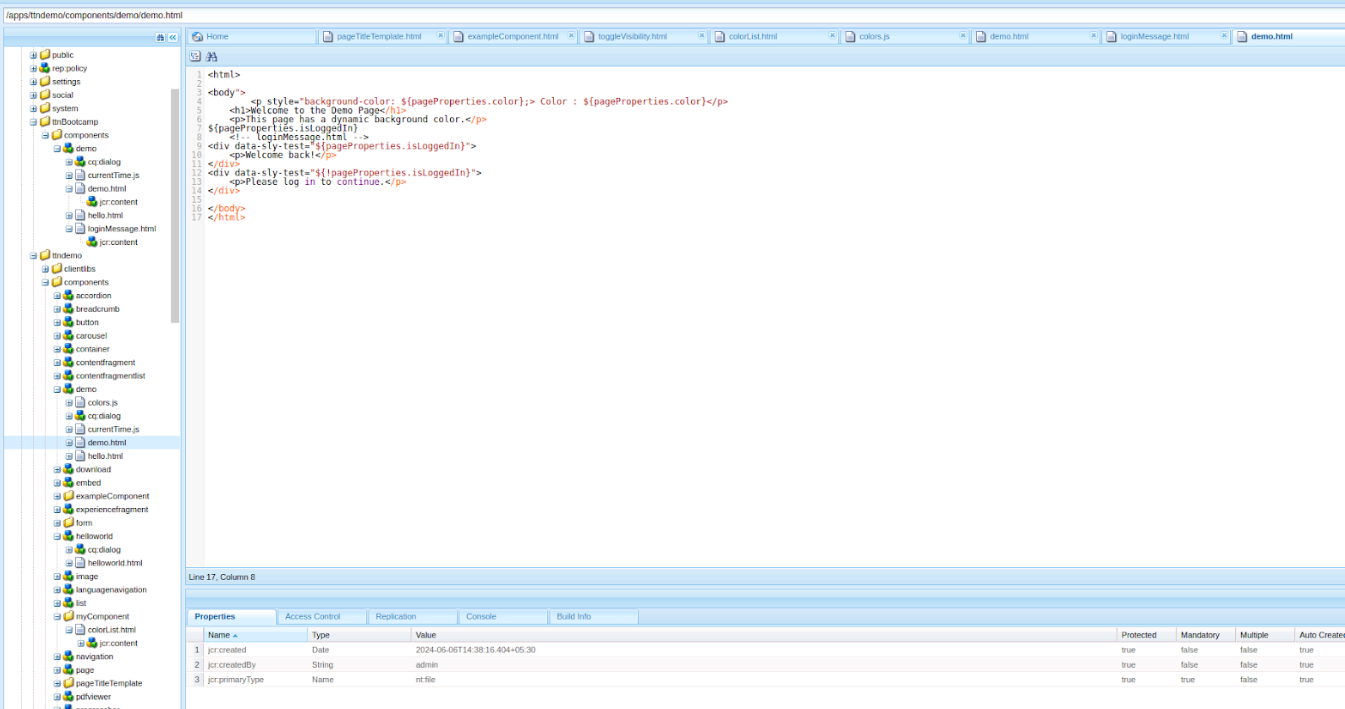 /apps/ttndemo/components/demo/demo.html
public
rep:policy
settings
social
system
ttnBootcamp
components
demo
cq:dialog
currentTime.js
demo.html
jcr:content
hello.html
loginMessage.html
jcr:content
ttndemo
clientlibs
components
accordion
breadcrumb
button
carousel
container
contentfragment
contentfragmentlist
demo
colors.js
cq:dialog
currentTime.js
demo.html
hello.html
download
embed
exampleComponent
experiencefragment
form
helloworld
cq:dialog
helloworld.html
image
languagenavigation
list
myComponent
colorList.html
jcr:content
navigation
page
pageTitleTemplate
pdfviewer
Home pageTitleTemplate.html exampleComponent.html toggleVisibility.html colorList.html colors.js demo.html loginMessage.html demo.html
1 <html>
2
3 <body">
4 <p style="background-color: ${pageProperties.color};> Color : ${pageProperties.color}</p>
5 <h1>Welcome to the Demo Page</h1>
6 <p>This page has a dynamic background color.</p>
7 ${pageProperties.isLoggedIn}
8 <!-- loginMessage.html -->
9 <div data-sly-test="${pageProperties.isLoggedIn}">
10 <p>Welcome back!</p>
11 </div>
12 <div data-sly-test="${!pageProperties.isLoggedIn}">
13 <p>Please log in to continue.</p>
14 </div>
15
16 </body>
17 </html>
Line 17, Column 8
Properties Access Control Replication Console Build Info
Name Type Value Protected Mandatory Multiple Auto Created
1 jcr:created Date 2024-06-06T14:38:16.404+05:30 true false false true
2 jcr:createdBy String admin true false false true
3 jcr:primaryType Name nt:file true true false true